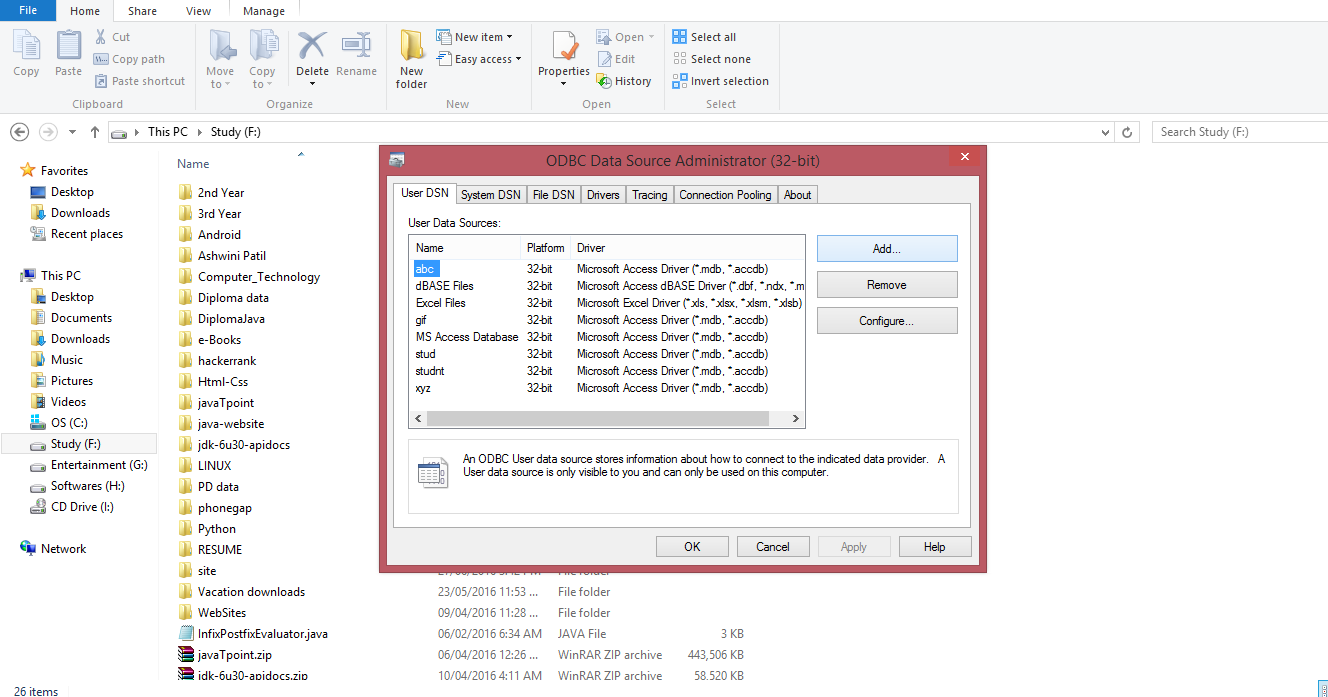 File Home Share View Manage
Copy
Paste
Cut
Copy path
Paste shortcut
Clipboard
Move to
Copy to
Delete
Rename
Organize
New folder
New item
Easy access
New
Properties
Open
Edit
History
Open
Select all
Select none
Invert selection
Select
This PC Study (F:)
Search Study (F:)
Favorites
Desktop
Downloads
Recent places
This PC
Desktop
Documents
Downloads
Music
Pictures
Videos
OS (C:)
Study (F:)
Entertainment (G:)
Softwares (H:)
CD Drive (I:)
Network
Name
2nd Year
3rd Year
Android
Ashwini Patil
Computer_Technology
Diploma data
DiplomaJava
e-Books
hackerrank
Html-Css
javaTpoint
java-website
jdk-6u30-apidocs
LINUX
PD data
phonegap
Python
RESUME
site
Vacation downloads 23/05/2016 11:53 ... File folder
WebSites 09/04/2016 11:28 ... File folder
InfixPostfixEvaluator.java 06/02/2016 6:34 AM JAVA File 3 KB
javaTpoint.zip 06/04/2016 12:26 ... WinRAR ZIP archive 443,506 KB
jdk-6u30-apidocs.zip 10/04/2016 4:11 AM WinRAR ZIP archive 58,520 KB
26 items
ODBC Data Source Administrator (32-bit)
User DSN System DSN File DSN Drivers Tracing Connection Pooling About
User Data Sources:
Name Platform Driver
abc 32-bit Microsoft Access Driver (*.mdb, *.accdb)
dBASE Files 32-bit Microsoft Access dBASE Driver (*.dbf, *.ndx, *.m
Excel Files 32-bit Microsoft Excel Driver (*.xls, *.xlsx, *.xlsm, *.xlsb)
gif 32-bit Microsoft Access Driver (*.mdb, *.accdb)
MS Access Database 32-bit Microsoft Access Driver (*.mdb, *.accdb)
stud 32-bit Microsoft Access Driver (*.mdb, *.accdb)
studnt 32-bit Microsoft Access Driver (*.mdb, *.accdb)
xyz 32-bit Microsoft Access Driver (*.mdb, *.accdb)
Add...
Remove
Configure...
An ODBC User data source stores information about how to connect to the indicated data provider. A
User data source is only visible to you and can only be used on this computer.
OK Cancel Apply Help